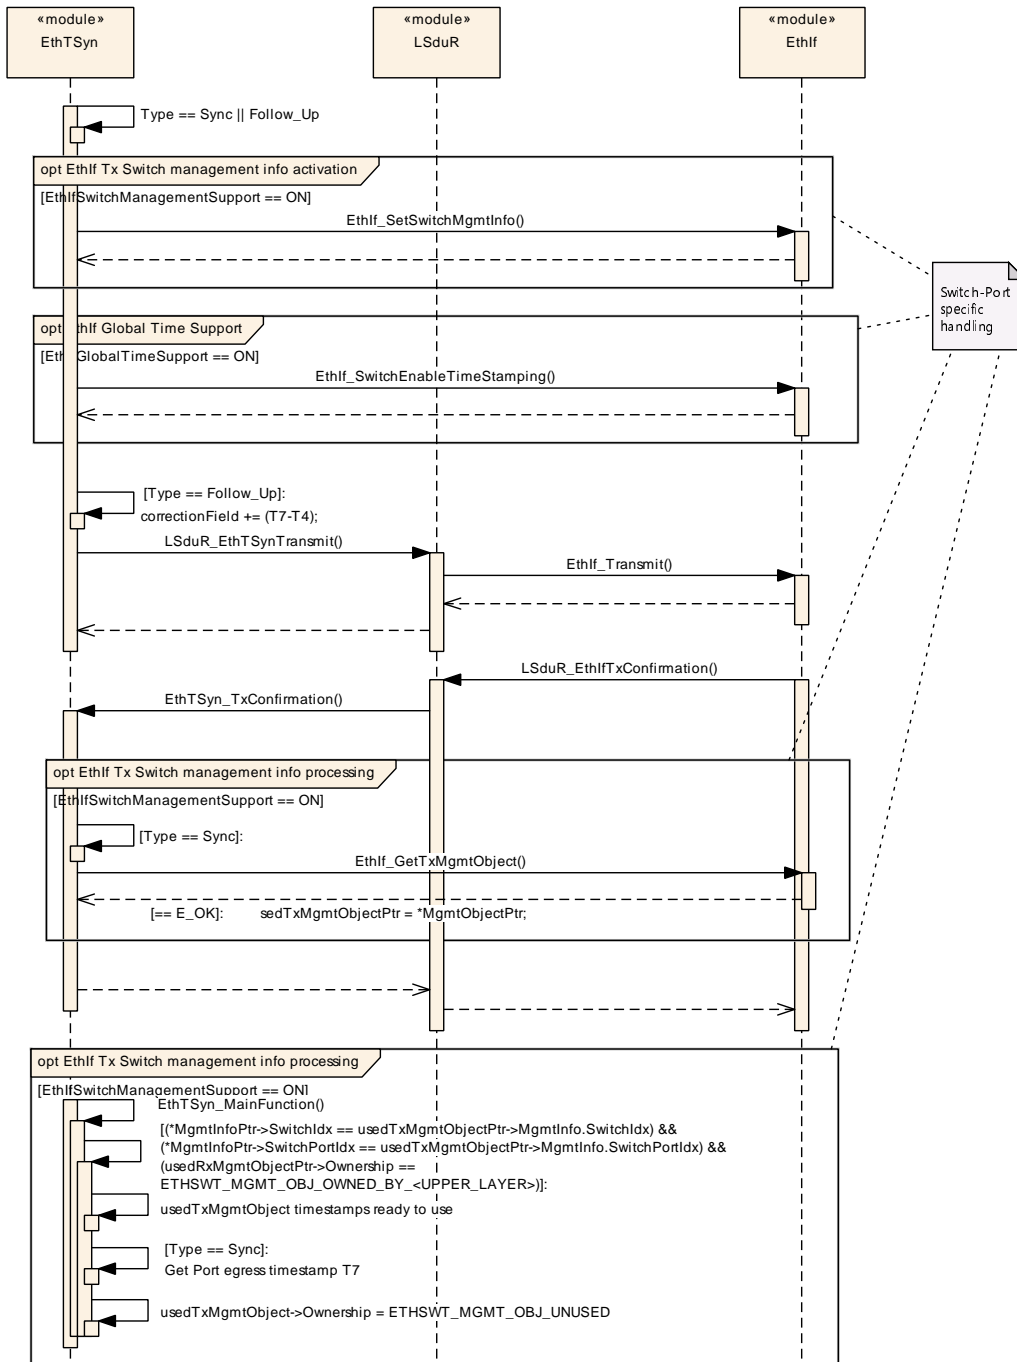 «module»
EthTSyn
«module»
LSduR
«module»
EthIf
Type == Sync || Follow_Up
opt EthIf Tx Switch management info activation
[EthIfSwitchManagementSupport == ON]
EthIf_SetSwitchMgmtInfo()
Switch-Port
specific
handling
opt EthIf Global Time Support
[EthIfGlobalTimeSupport == ON]
EthIf_SwitchEnableTimeStamping()
[Type == Follow_Up]:
correctionField += (T7-T4);
LSduR_EthTSynTransmit()
EthIf_Transmit()
LSduR_EthIfTxConfirmation()
EthTSyn_TxConfirmation()
opt EthIf Tx Switch management info processing
[EthIfSwitchManagementSupport == ON]
[Type == Sync]:
EthIf_GetTxMgmtObject()
[== E_OK]: sedTxMgmtObjectPtr = *MgmtObjectPtr;
opt EthIf Tx Switch management info processing
[EthIfSwitchManagementSupport == ON]
EthTSyn_MainFunction()
[(*MgmtInfoPtr->SwitchIdx == usedTxMgmtObjectPtr->MgmtInfo.SwitchIdx) &&
(*MgmtInfoPtr->SwitchPortIdx == usedTxMgmtObjectPtr->MgmtInfo.SwitchPortIdx) &&
(usedRxMgmtObjectPtr->Ownership ==
ETHSWT_MGMT_OBJ_OWNED_BY_<UPPER_LAYER>)]:
usedTxMgmtObject timestamps ready to use
[Type == Sync]:
Get Port egress timestamp T7
usedTxMgmtObject->Ownership = ETHSWT_MGMT_OBJ_UNUSED